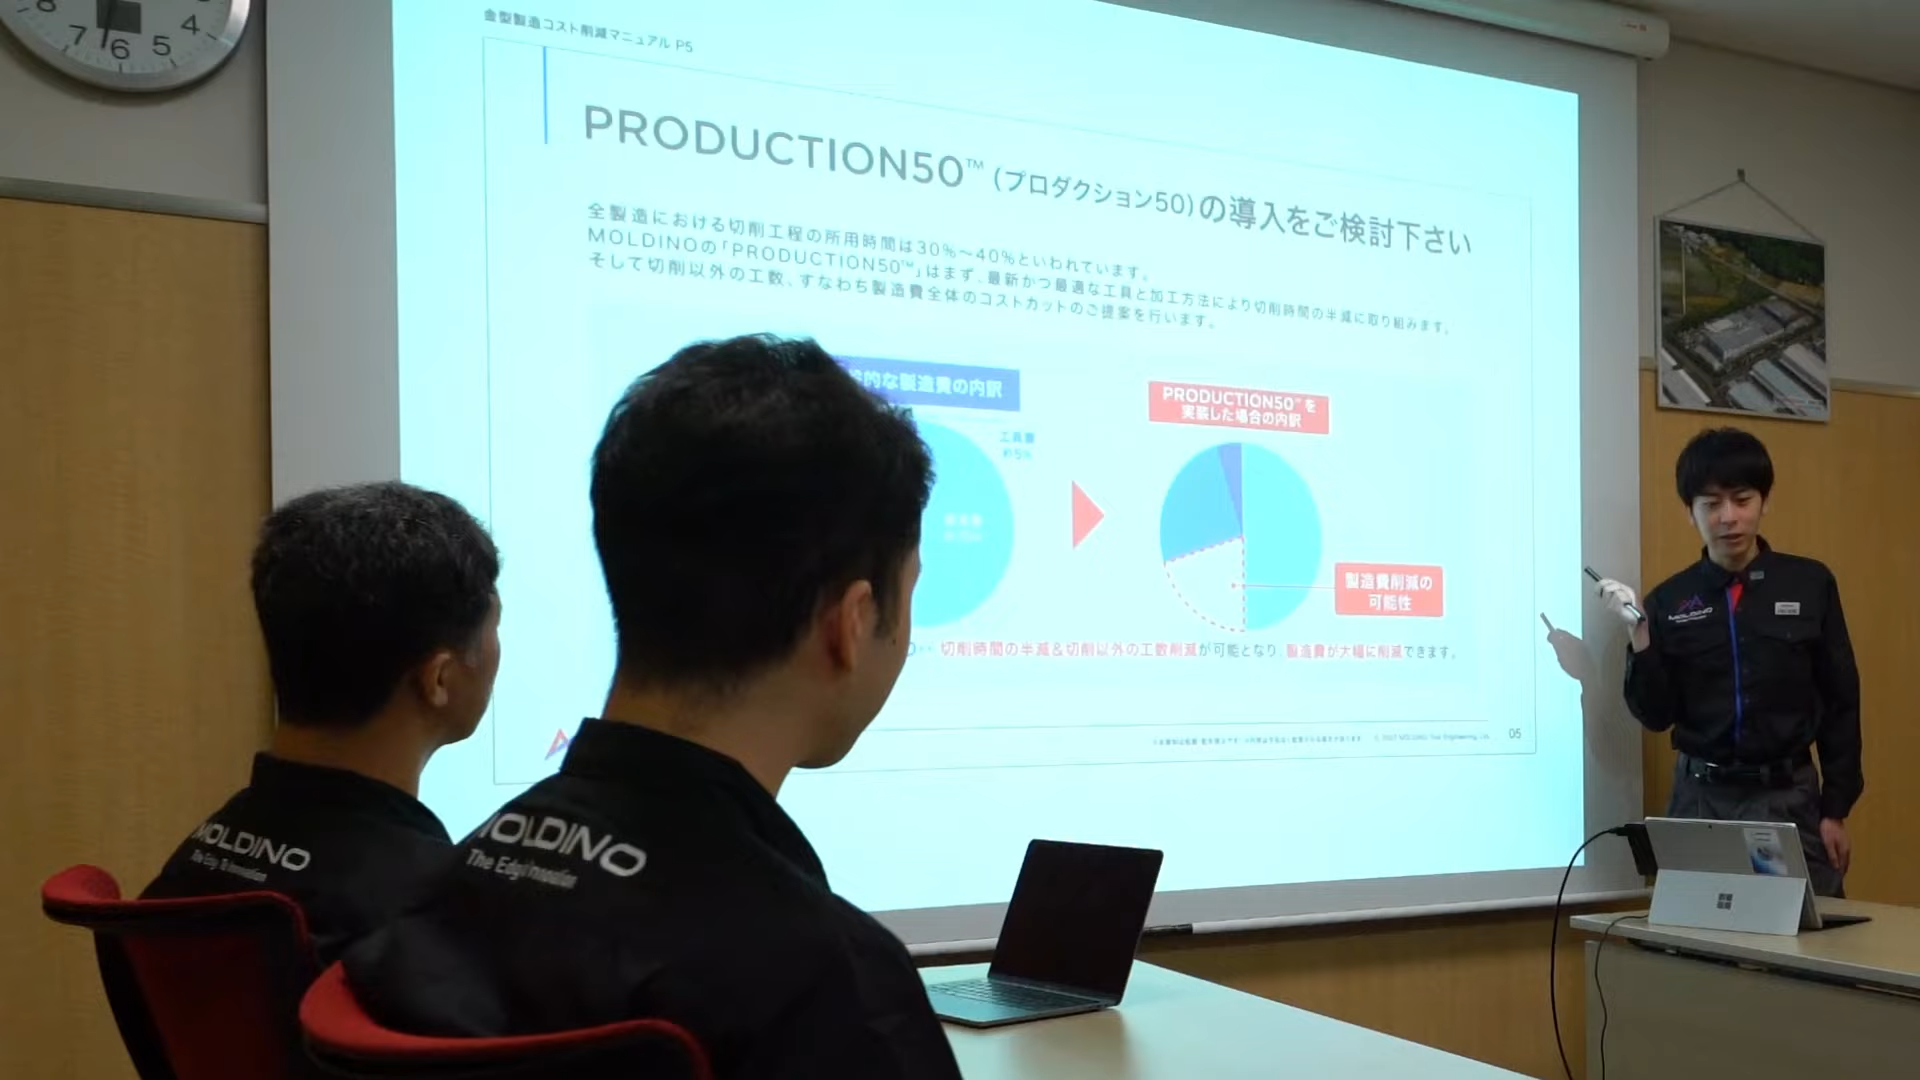 8 7 6 5 4
金型製造コスト削減マニュアル P5
PRODUCTION50™ (プロダクション50)の導入をご検討下さい
全製造における切削工程の所用時間は30%～40%といわれています。
MOLDINOの「PRODUCTION50™」はまず、最新かつ最適な工具と加工方法により切削時間の半減に取り組みます。
そして切削以外の工数、すなわち製造費全体のコストカットのご提案を行います。
的な製造費の内訳
工具費
約5%
PRODUCTION50™を
実装した場合の内訳
製造費削減の
可能性
切削時間の半減&切削以外の工数削減が可能となり、製造費が大幅に削減できます。
05
MOLDINO
MOLDINO
The Edge To Innovation
MOLDINO
The Edge